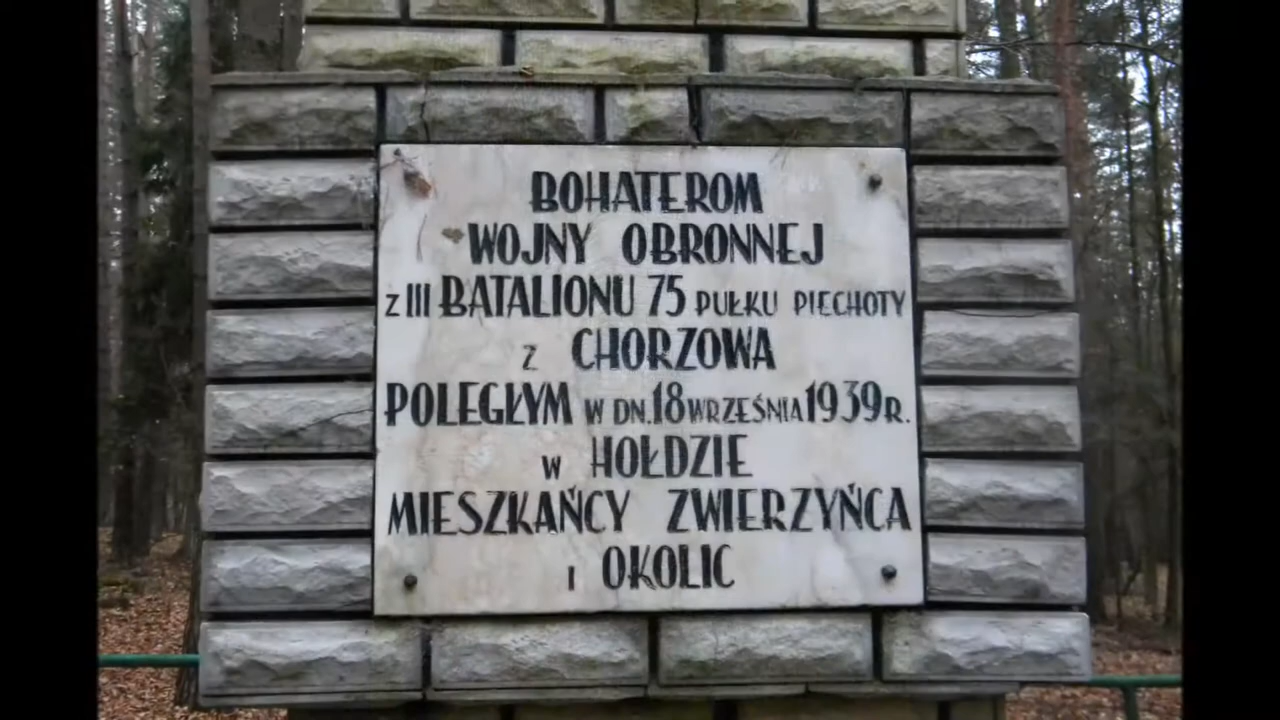 BOHATEROM
WOJNY OBRONNEJ
Z III BATALIONU 75 PUŁKU PIECHOTY
Z CHORZOWA
POLEGŁYM W DN. 18 WRZEŚNIA 1939 R.
W HOŁDZIE
MIESZKAŃCY ZWIERZYŃCA
I OKOLIC